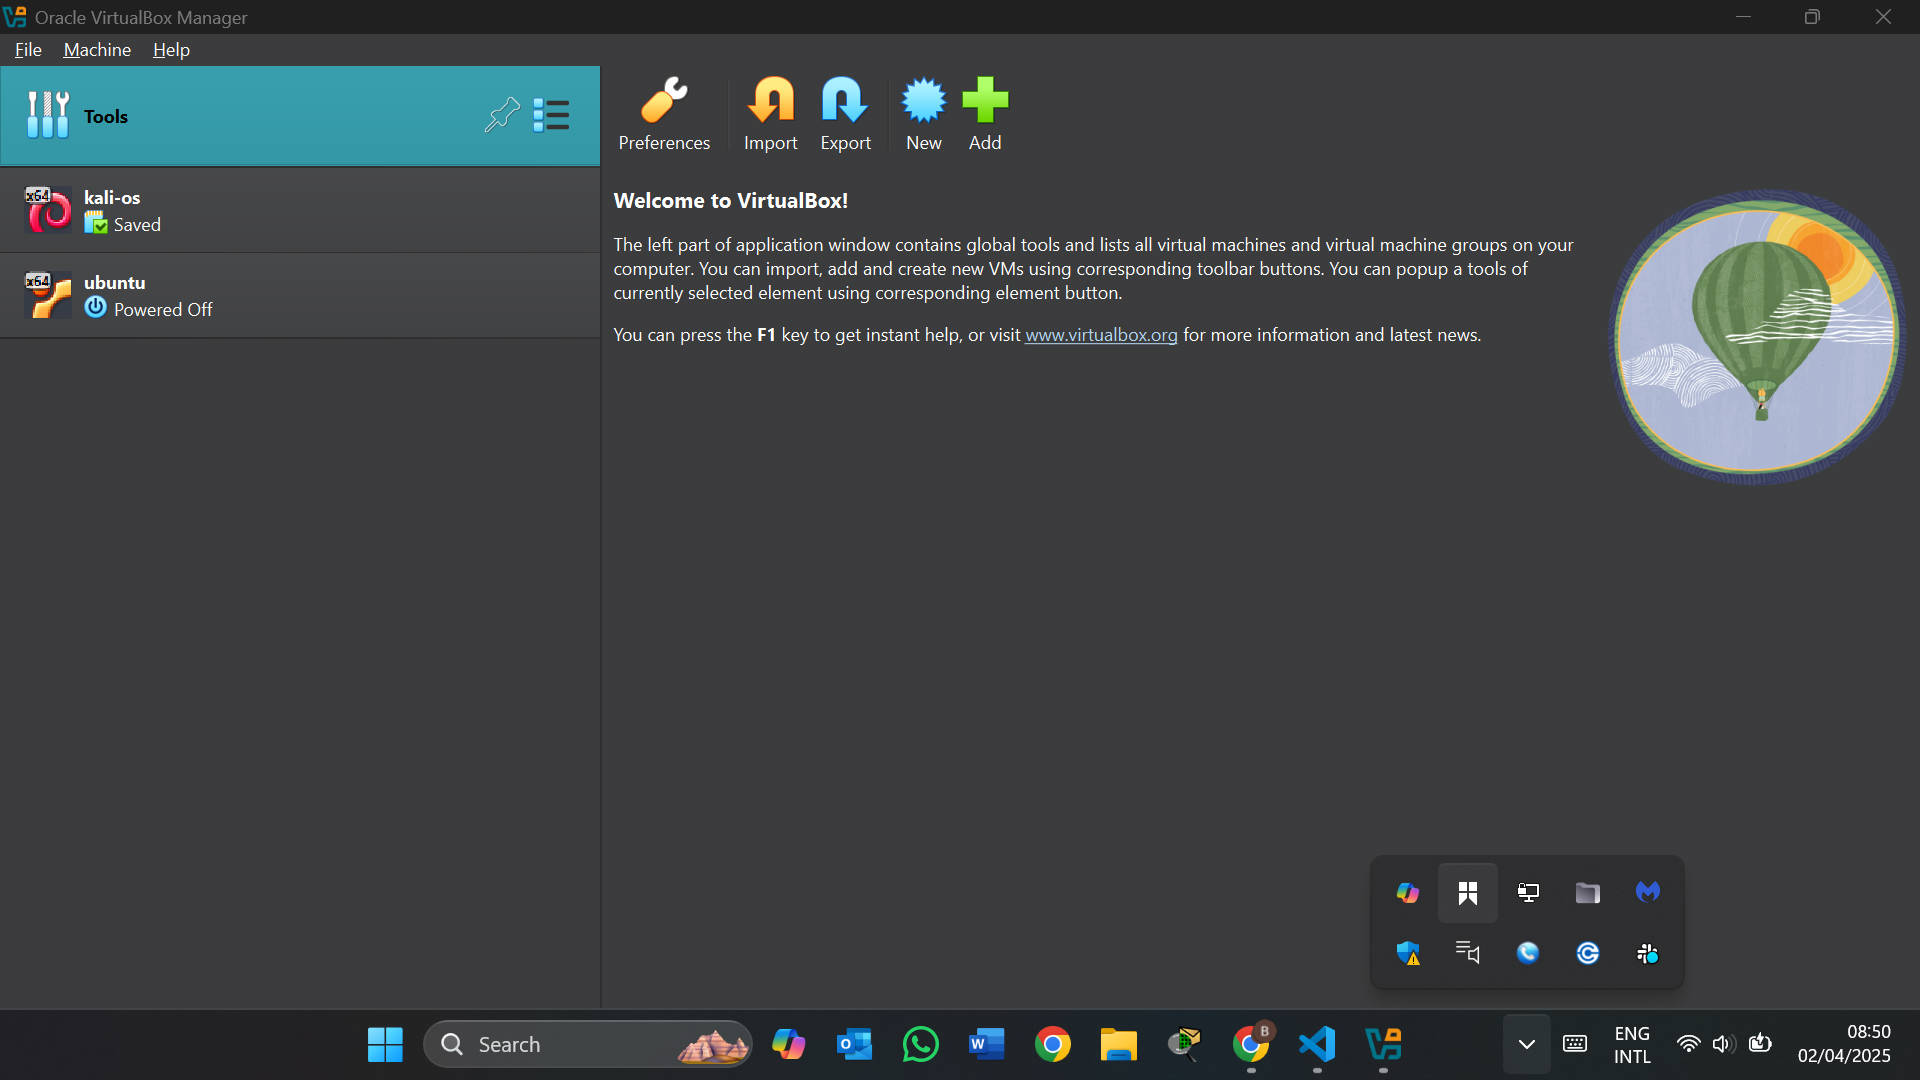 Oracle VirtualBox Manager
File Machine Help
Tools
Preferences
Import
Export
New
Add
x64
kali-os
Saved
x64
ubuntu
Powered Off
Welcome to VirtualBox!
The left part of application window contains global tools and lists all virtual machines and virtual machine groups on your
computer. You can import, add and create new VMs using corresponding toolbar buttons. You can popup a tools of
currently selected element using corresponding element button.
You can press the F1 key to get instant help, or visit www.virtualbox.org for more information and latest news.
Search
B
ENG
INTL
08:50
02/04/2025